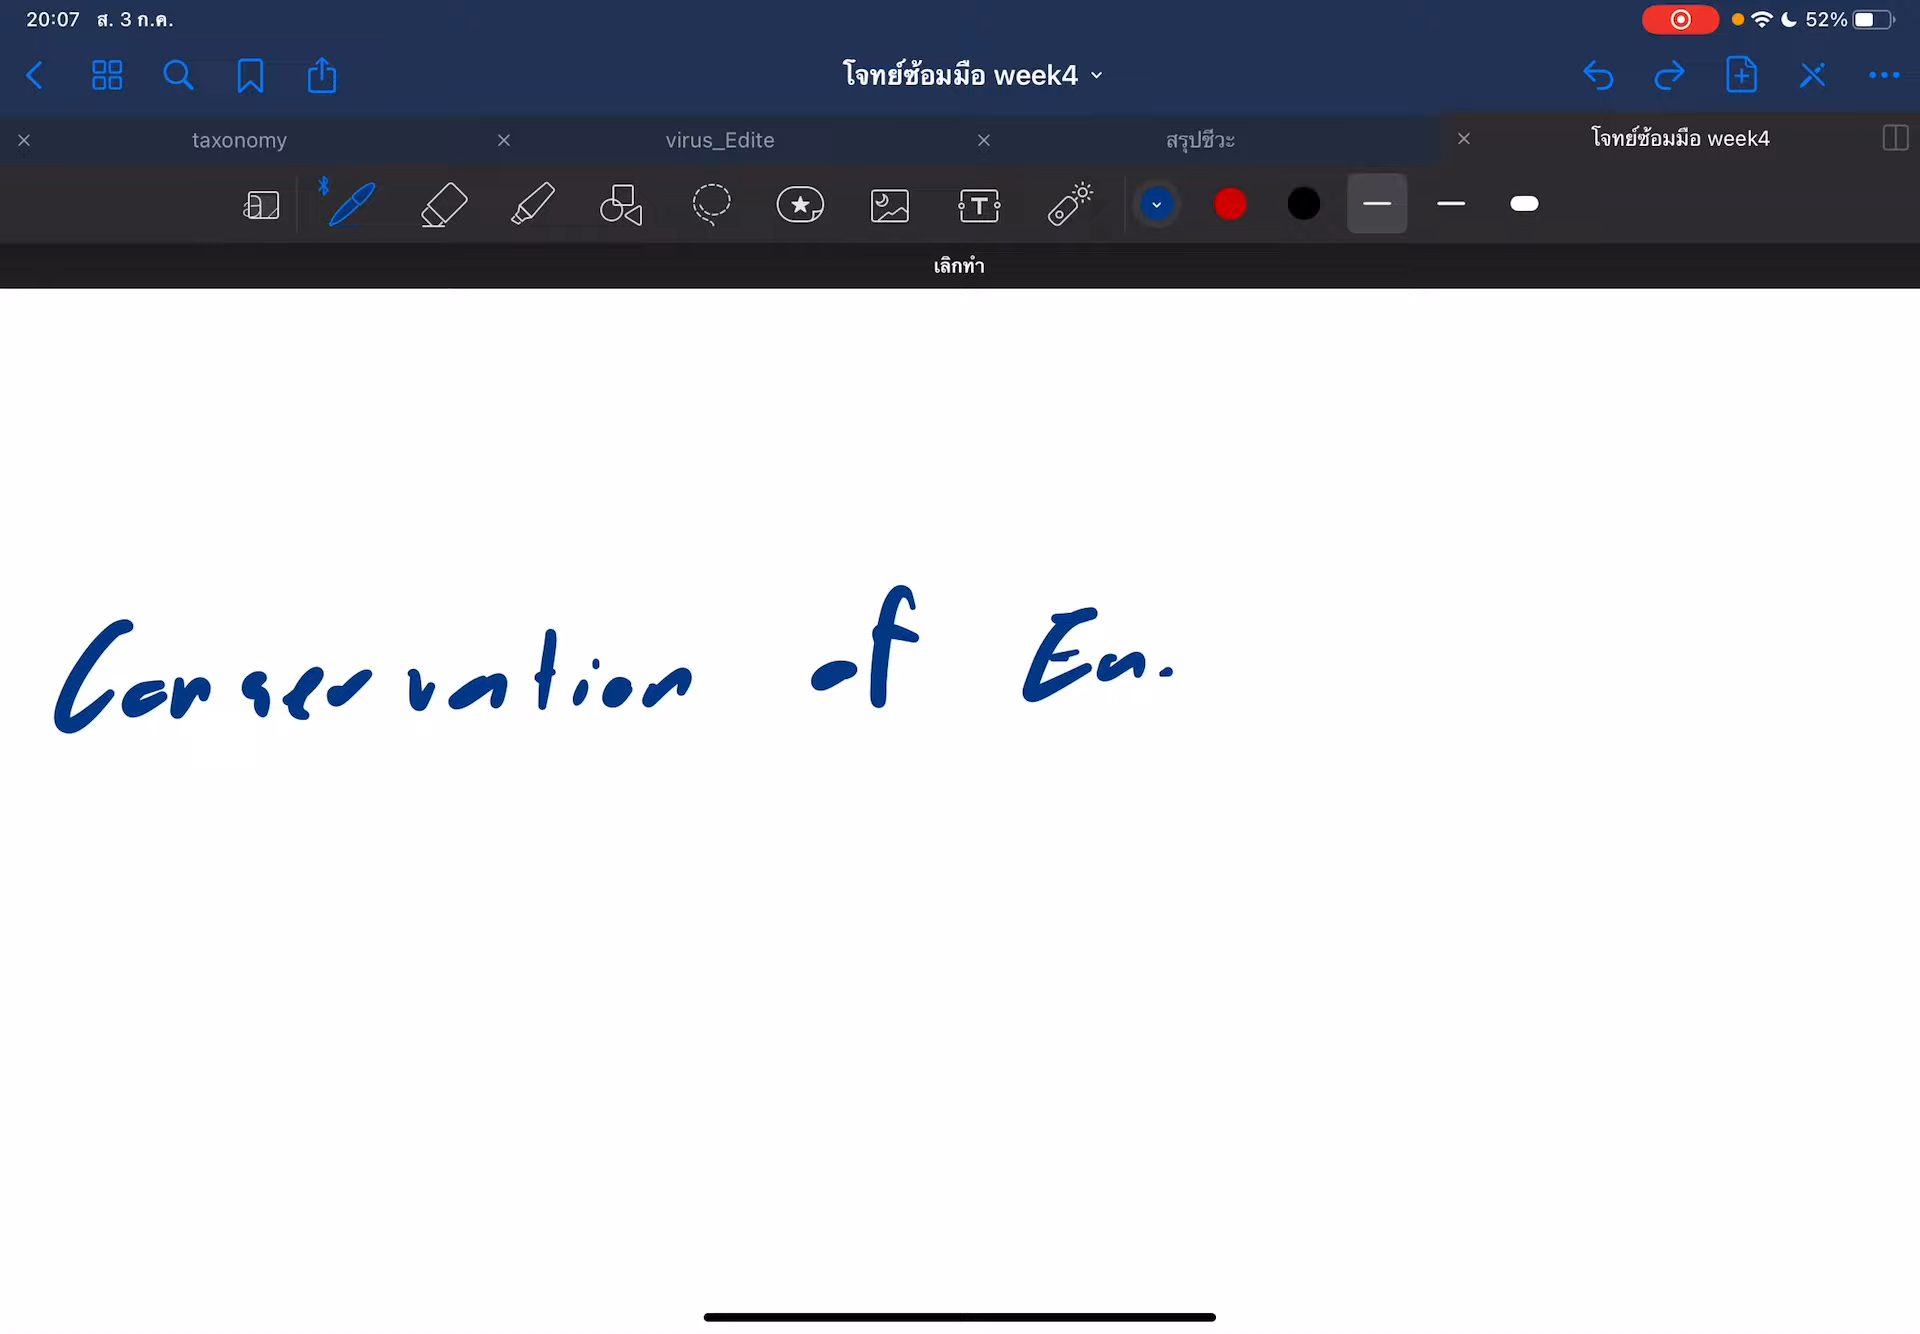 20:07 ส. 3 ก.ค. 52%
โจทย์ซ้อมมือ week4
taxonomy virus_Edite สรุปชีวะ โจทย์ซ้อมมือ week4
เลิกทำ
Conservation of En.